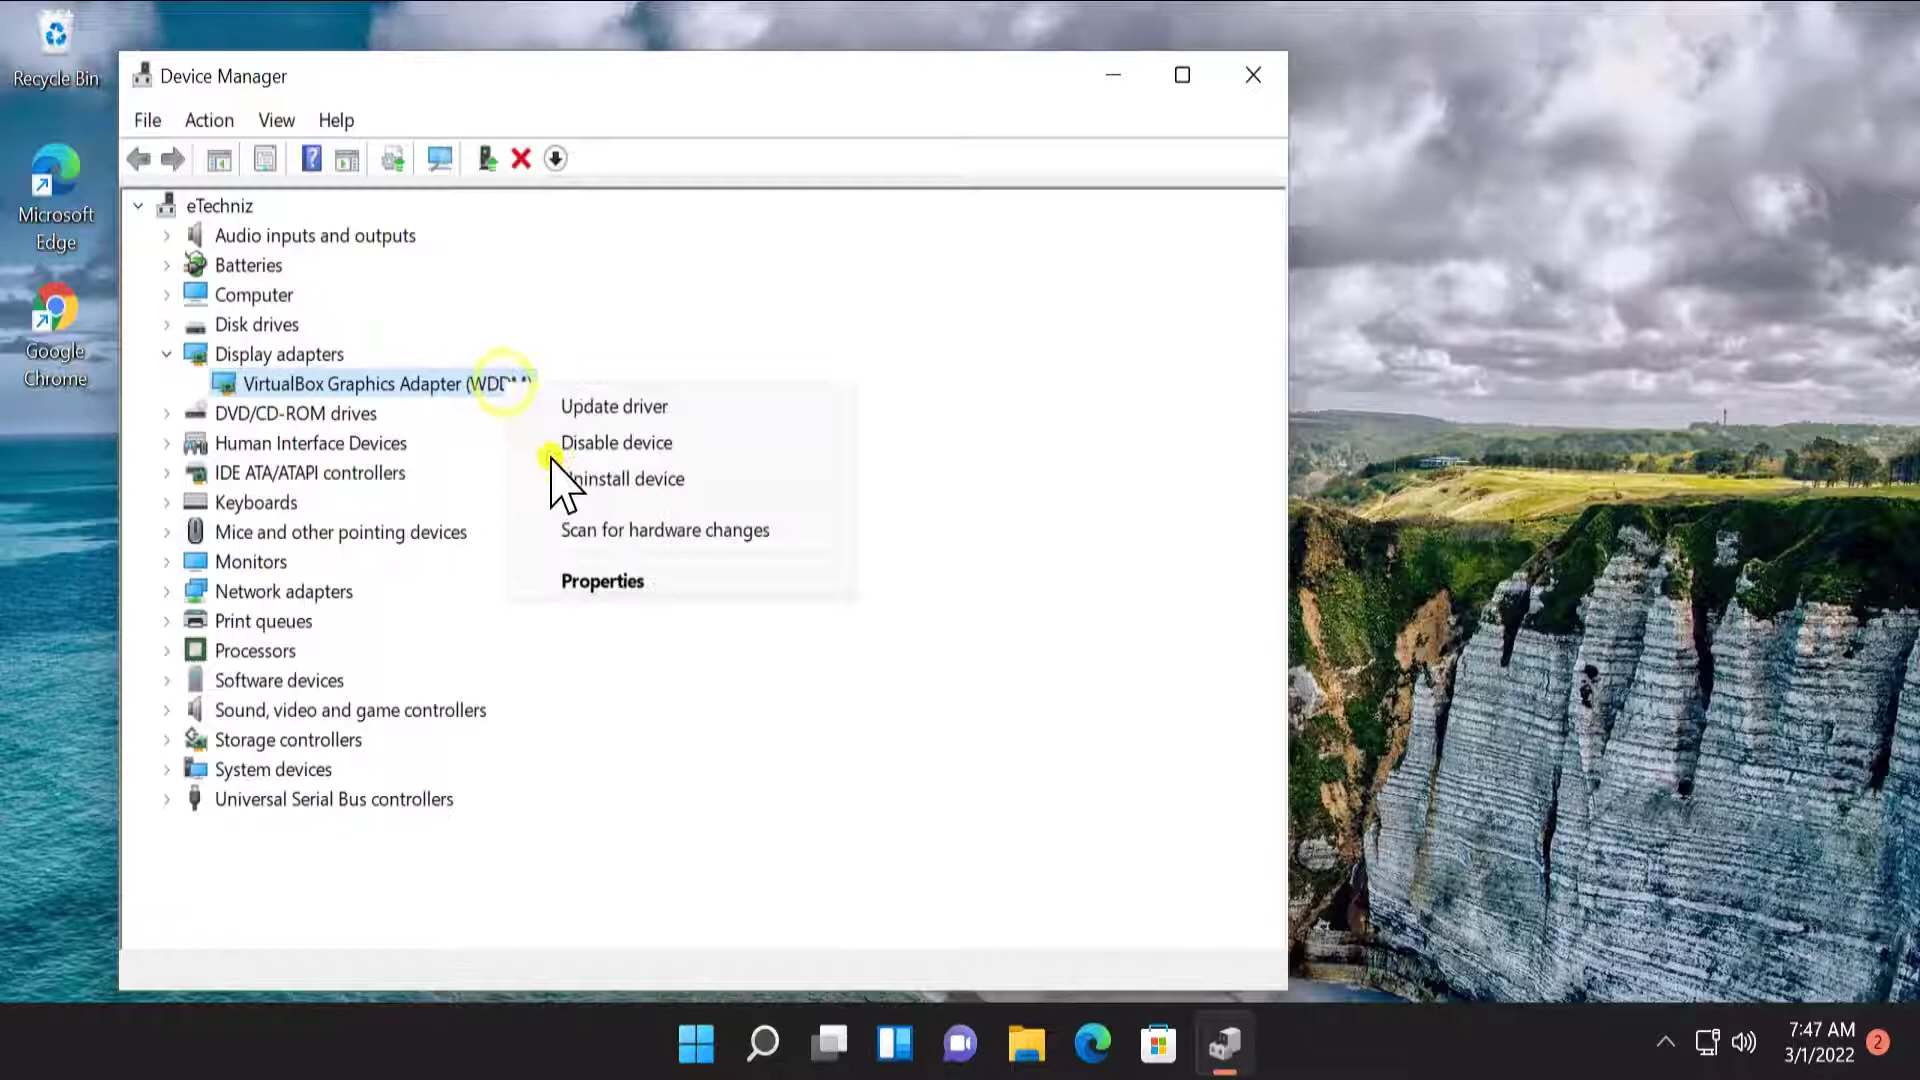 Recycle Bin
Microsoft
Edge
Google
Chrome
Device Manager
File Action View Help
eTechniz
Audio inputs and outputs
Batteries
Computer
Disk drives
Display adapters
VirtualBox Graphics Adapter (WDDM)
DVD/CD-ROM drives
Human Interface Devices
IDE ATA/ATAPI controllers
Keyboards
Mice and other pointing devices
Monitors
Network adapters
Print queues
Processors
Software devices
Sound, video and game controllers
Storage controllers
System devices
Universal Serial Bus controllers
Update driver
Disable device
Uninstall device
Scan for hardware changes
Properties
7:47 AM
3/1/2022
2